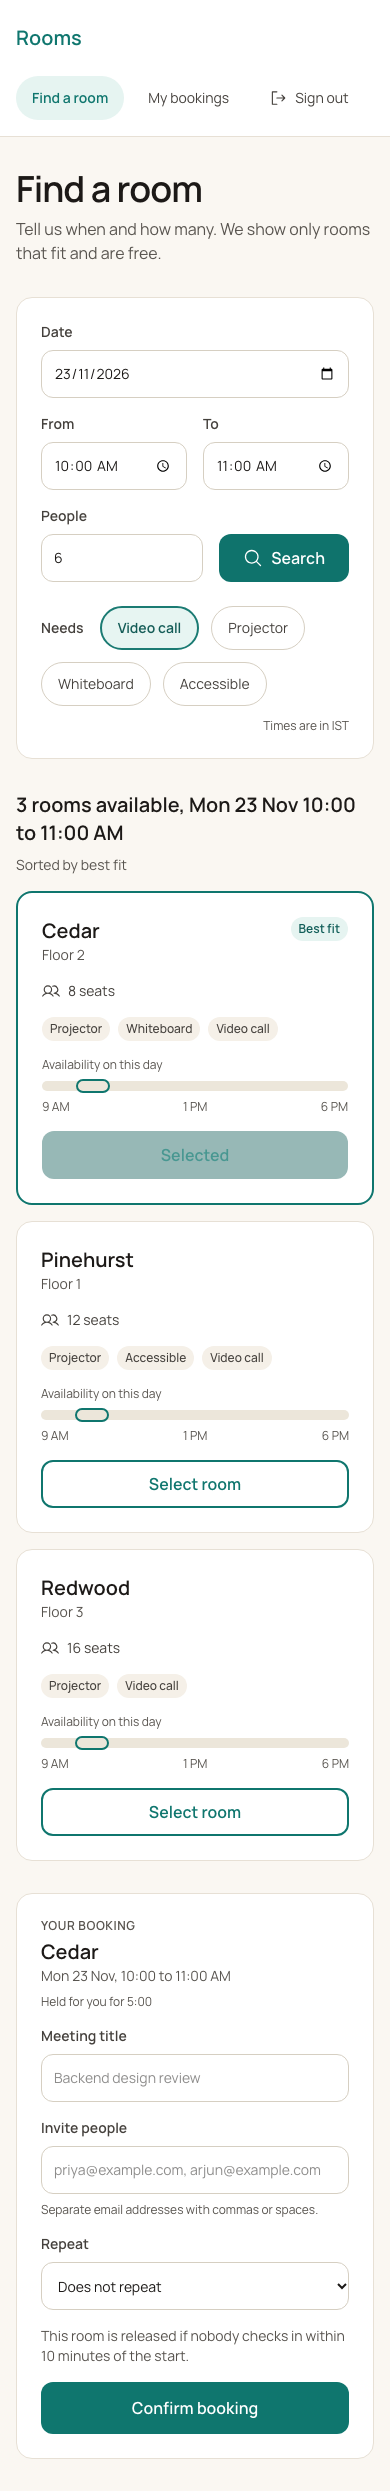 Rooms
Find a room
My bookings
Sign out
Find a room
Tell us when and how many. We show only rooms
that fit and are free.
Date
23/11/2026
From
To
10:00 AM
11:00 AM
People
6
Search
Needs
Video call
Projector
Whiteboard
Accessible
Times are in IST
3 rooms available, Mon 23 Nov 10:00
to 11:00 AM
Sorted by best fit
Cedar
Best fit
Floor 2
8 seats
Projector
Whiteboard
Video call
Availability on this day
9 AM
1 PM
6 PM
Selected
Pinehurst
Floor 1
12 seats
Projector
Accessible
Video call
Availability on this day
9 AM
1 PM
6 PM
Select room
Redwood
Floor 3
16 seats
Projector
Video call
Availability on this day
9 AM
1 PM
6 PM
Select room
YOUR BOOKING
Cedar
Mon 23 Nov, 10:00 to 11:00 AM
Held for you for 5:00
Meeting title
Backend design review
Invite people
priya@example.com, arjun@example.com
Separate email addresses with commas or spaces.
Repeat
Does not repeat
This room is released if nobody checks in within
10 minutes of the start.
Confirm booking